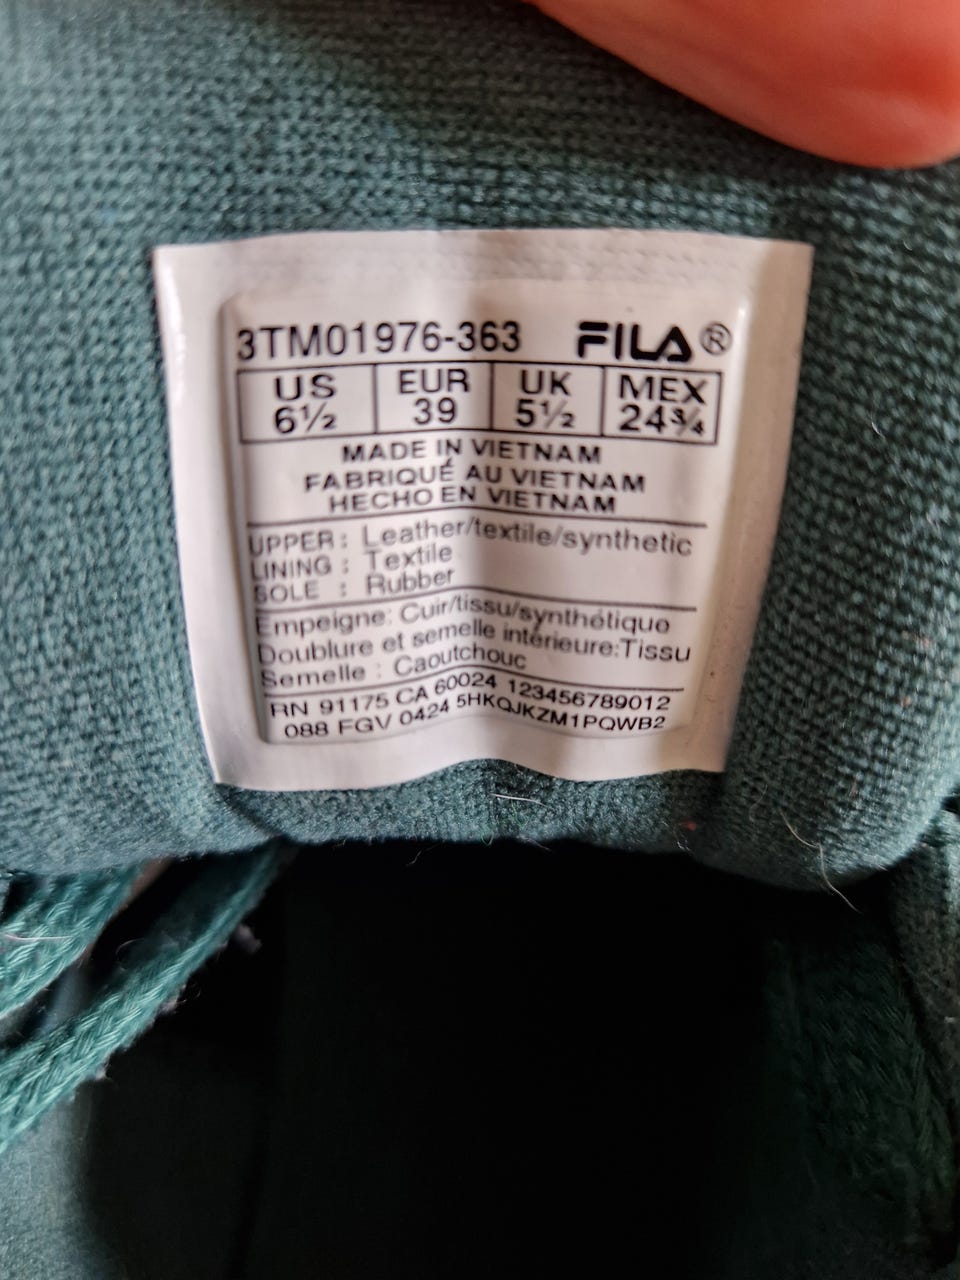 3TM01976-363 FILA®
US EUR UK MEX
6½ 39 5½ 24¾
MADE IN VIETNAM
FABRIQUÉ AU VIETNAM
HECHO EN VIETNAM
UPPER : Leather/textile/synthetic
LINING : Textile
SOLE : Rubber
Empeigne: Cuir/tissu/synthétique
Doublure et semelle intérieure:Tissu
Semelle : Caoutchouc
RN 91175 CA 60024 123456789012
088 FGV 0424 5HKQJKZM1PQWB2